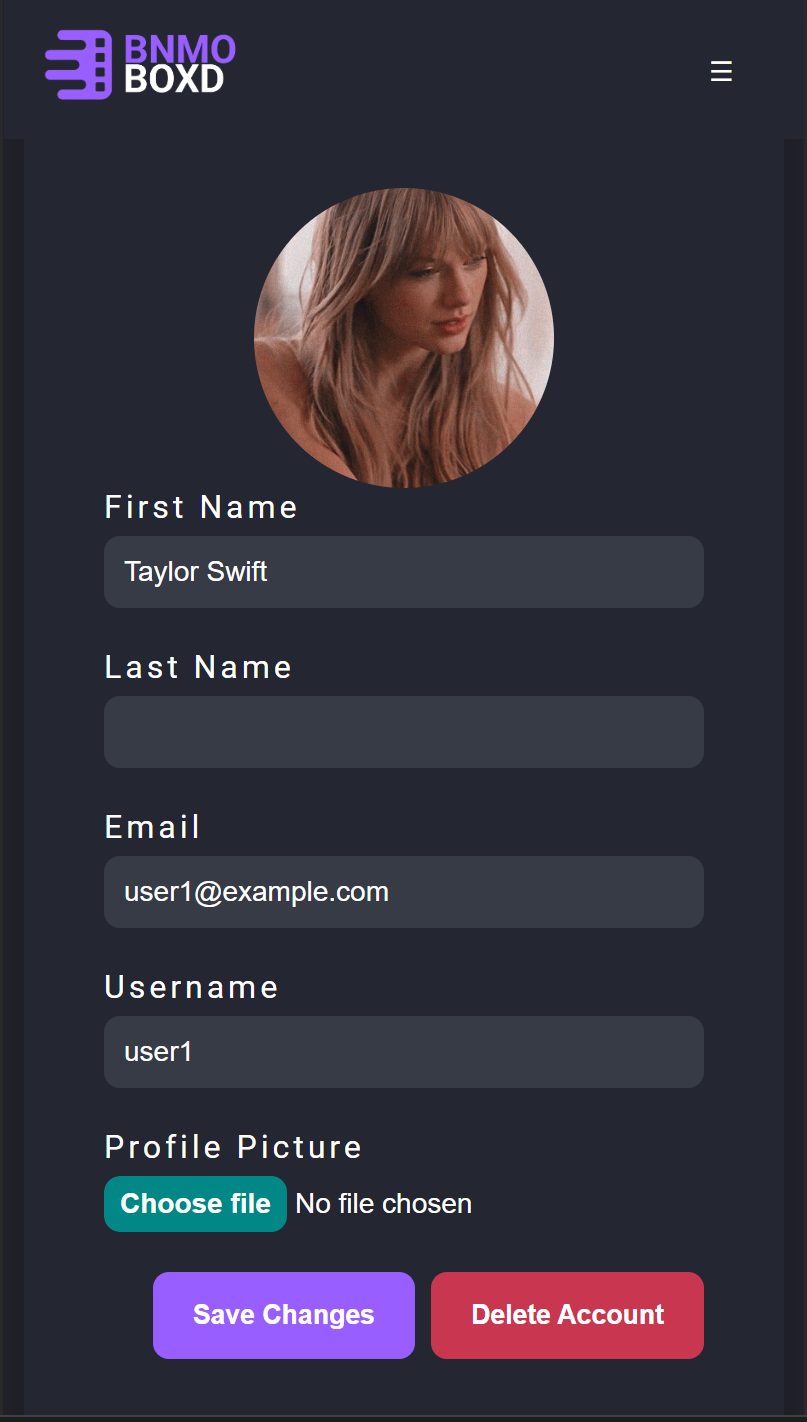 BNMO
BOXD
First Name
Taylor Swift
Last Name
Email
user1@example.com
Username
user1
Profile Picture
Choose file No file chosen
Save Changes Delete Account